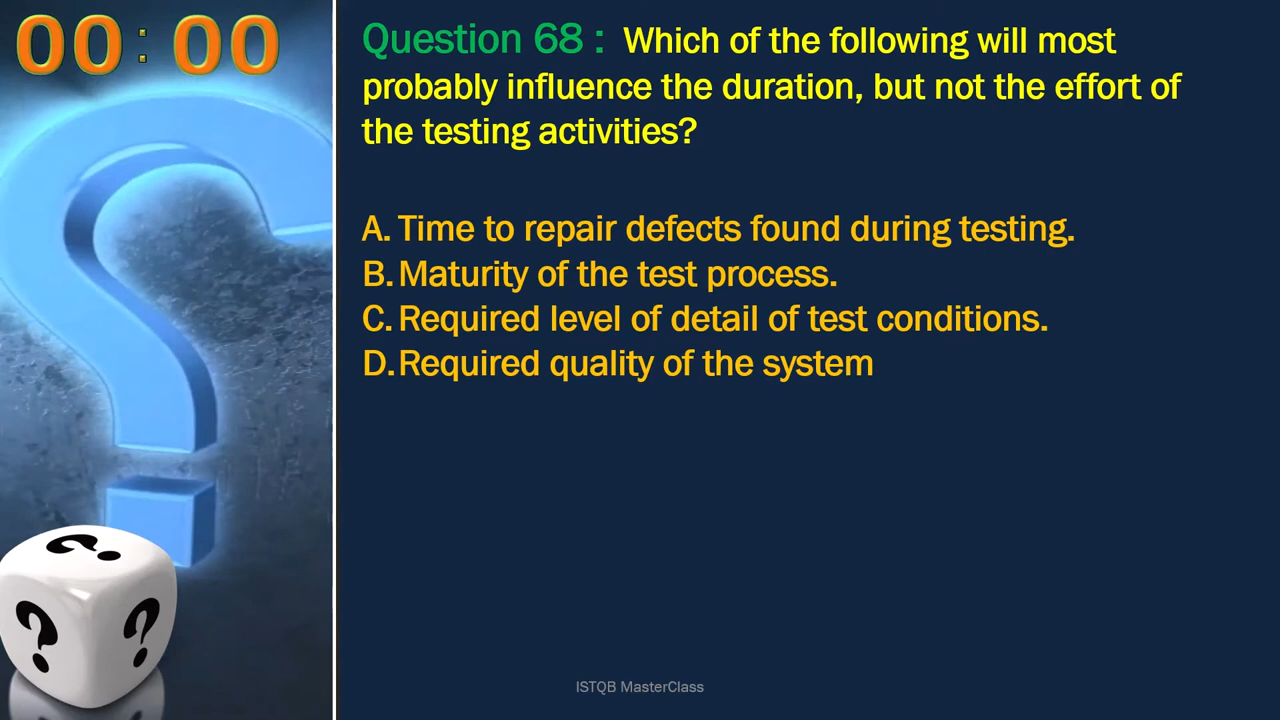 00:00
Question 68 : Which of the following will most
probably influence the duration, but not the effort of
the testing activities?
A. Time to repair defects found during testing.
B. Maturity of the test process.
C. Required level of detail of test conditions.
D. Required quality of the system
? ? ?
ISTQB MasterClass